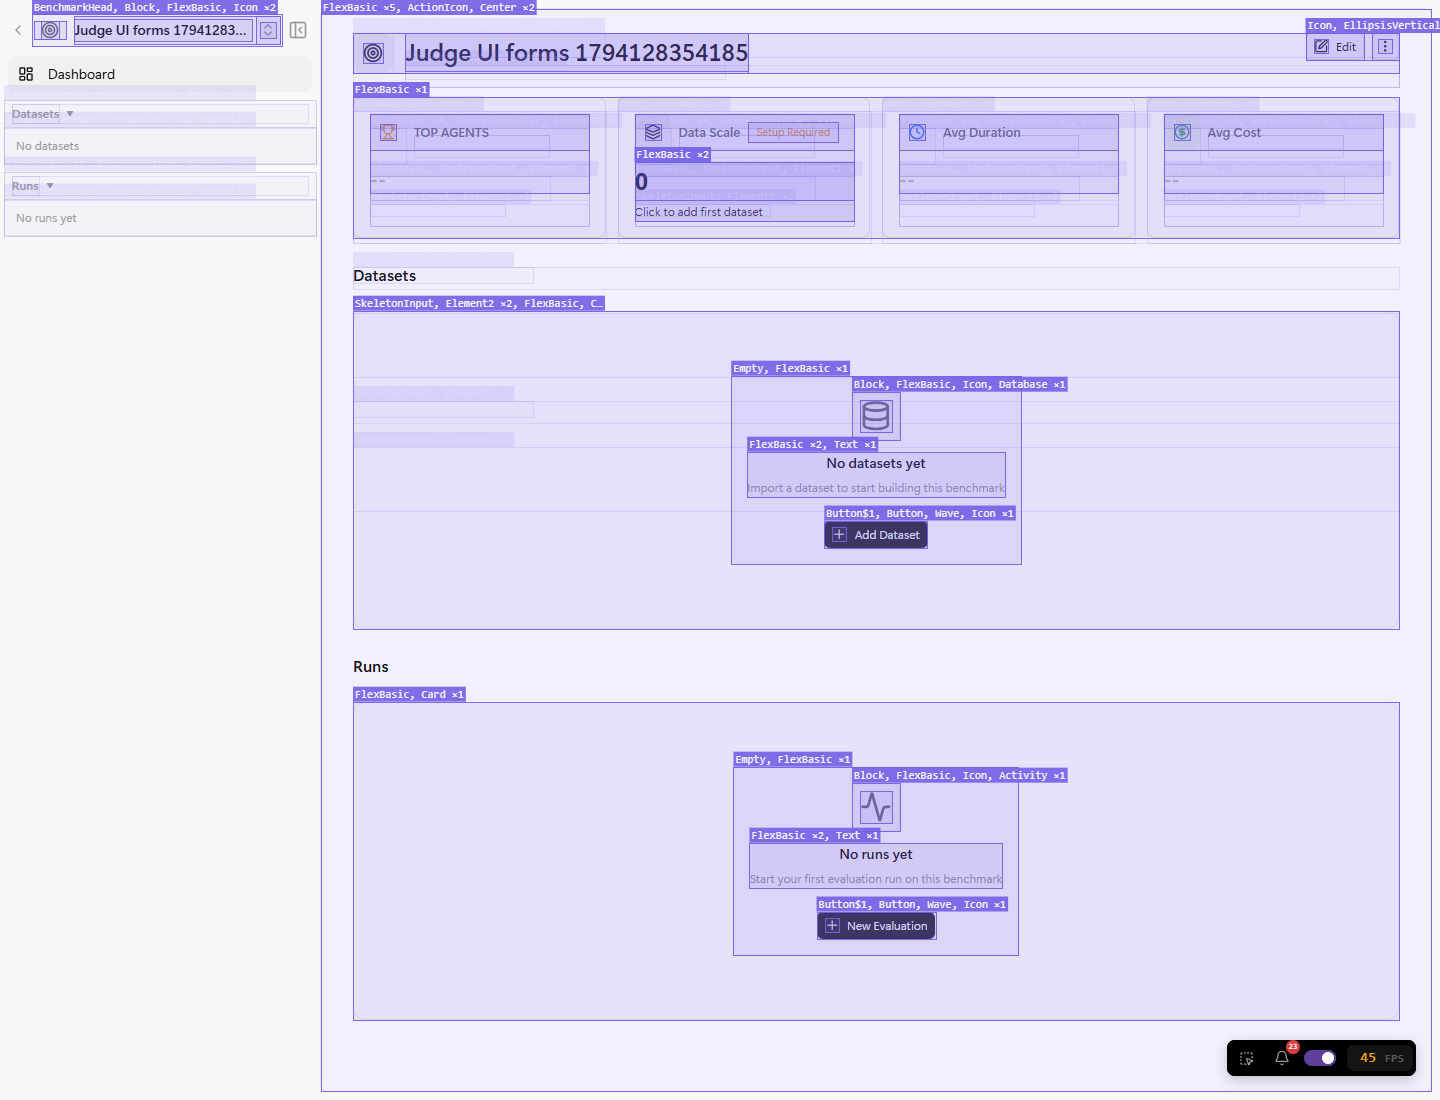 BenchmarkHead, Block, FlexBasic, Icon ×2
Judge UI forms 17941283...
Dashboard
Datasets
No datasets
Runs
No runs yet
FlexBasic ×5, ActionIcon, Center ×2
Icon, EllipsisVertical
Judge UI forms 1794128354185
Edit
FlexBasic ×1
TOP AGENTS
--
Data Scale
Setup Required
FlexBasic ×2
0
Click to add first dataset
Avg Duration
--
Avg Cost
--
Datasets
SkeletonInput, Element2 ×2, FlexBasic, C…
Empty, FlexBasic ×1
Block, FlexBasic, Icon, Database ×1
FlexBasic ×2, Text ×1
No datasets yet
Import a dataset to start building this benchmark
Button$1, Button, Wave, Icon ×1
Add Dataset
Runs
FlexBasic, Card ×1
Empty, FlexBasic ×1
Block, FlexBasic, Icon, Activity ×1
FlexBasic ×2, Text ×1
No runs yet
Start your first evaluation run on this benchmark
Button$1, Button, Wave, Icon ×1
New Evaluation
23
45 FPS